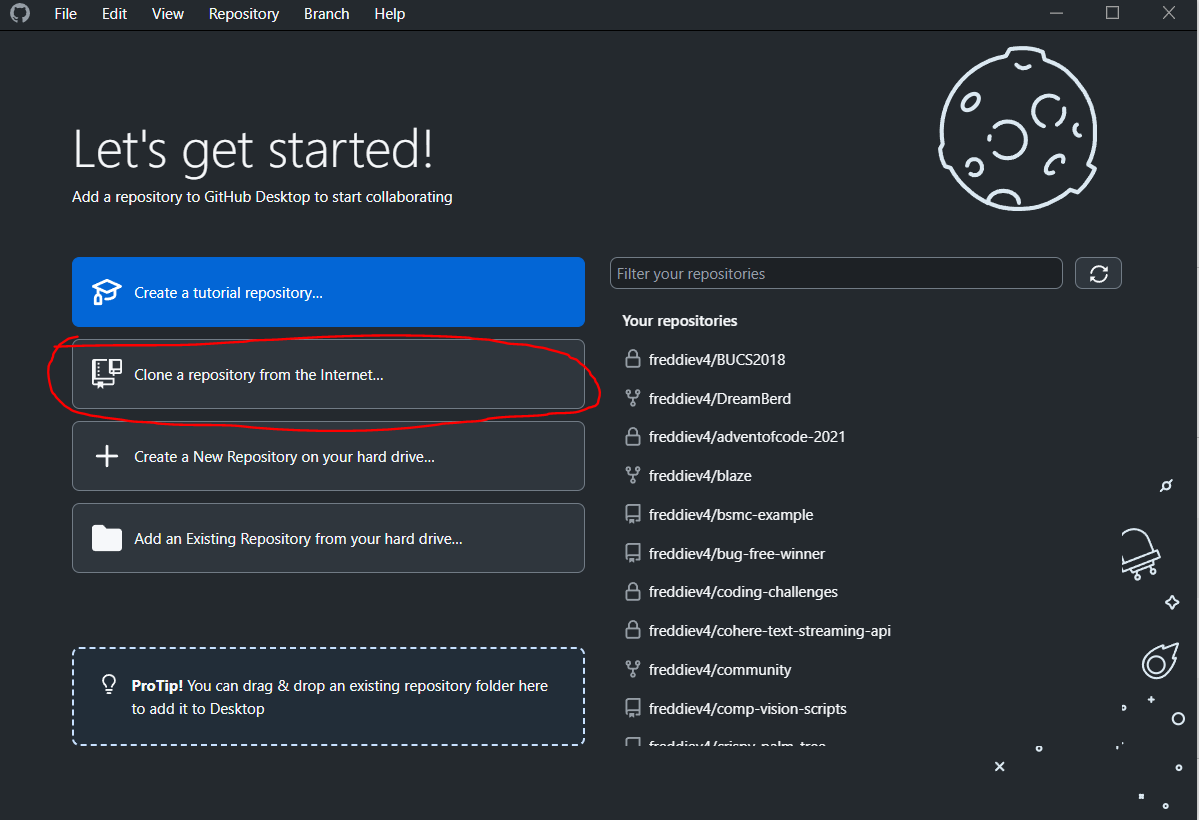 File Edit View Repository Branch Help
Let's get started!
Add a repository to GitHub Desktop to start collaborating
Create a tutorial repository...
Clone a repository from the Internet...
Create a New Repository on your hard drive...
Add an Existing Repository from your hard drive...
ProTip! You can drag & drop an existing repository folder here
to add it to Desktop
Filter your repositories
Your repositories
freddiev4/BUCS2018
freddiev4/DreamBerd
freddiev4/adventofcode-2021
freddiev4/blaze
freddiev4/bsmc-example
freddiev4/bug-free-winner
freddiev4/coding-challenges
freddiev4/cohere-text-streaming-api
freddiev4/community
freddiev4/comp-vision-scripts
freddiev4/crispy-palm-tree